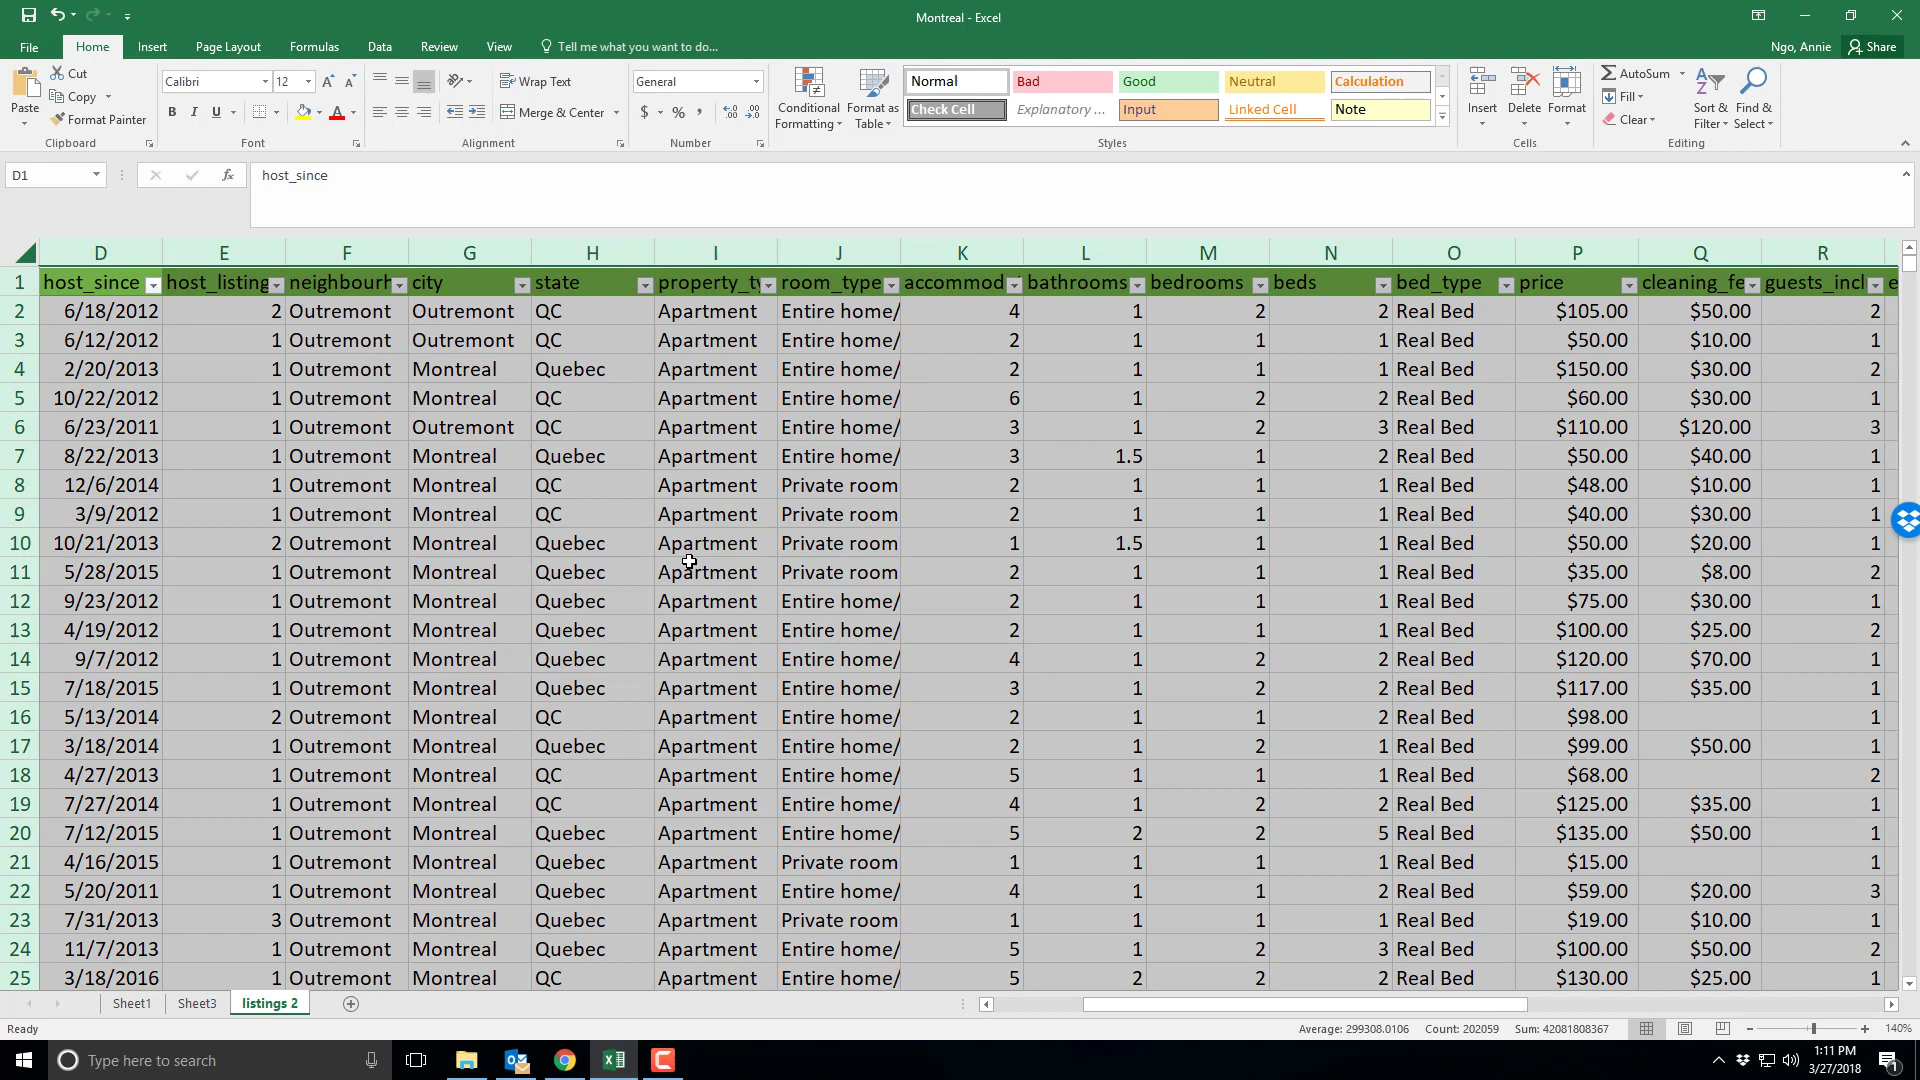 Montreal - Excel
File Home Insert Page Layout Formulas Data Review View Tell me what you want to do... Ngo, Annie Share
Paste Cut Copy Format Painter Clipboard
Calibri 12 B I U A Font
Wrap Text Merge & Center Alignment
General $ % , Number
Conditional Formatting Format as Table
Normal Bad Good Neutral Calculation
Check Cell Explanatory ... Input Linked Cell Note
Styles
Insert Delete Format Cells
AutoSum Fill Clear Sort & Filter Find & Select Editing
D1 fx host_since
D E F G H I J K L M N O P Q R
1 host_since host_listing neighbourh city state property_ty room_type accommod bathrooms bedrooms beds bed_type price cleaning_fe guests_incl e
2 6/18/2012 2 Outremont Outremont QC Apartment Entire home/ 4 1 2 2 Real Bed $105.00 $50.00 2
3 6/12/2012 1 Outremont Outremont QC Apartment Entire home/ 2 1 1 1 Real Bed $50.00 $10.00 1
4 2/20/2013 1 Outremont Montreal Quebec Apartment Entire home/ 2 1 1 1 Real Bed $150.00 $30.00 2
5 10/22/2012 1 Outremont Montreal QC Apartment Entire home/ 6 1 2 2 Real Bed $60.00 $30.00 1
6 6/23/2011 1 Outremont Outremont QC Apartment Entire home/ 3 1 2 3 Real Bed $110.00 $120.00 3
7 8/22/2013 1 Outremont Montreal Quebec Apartment Entire home/ 3 1.5 1 2 Real Bed $50.00 $40.00 1
8 12/6/2014 1 Outremont Montreal QC Apartment Private room 2 1 1 1 Real Bed $48.00 $10.00 1
9 3/9/2012 1 Outremont Montreal QC Apartment Private room 2 1 1 1 Real Bed $40.00 $30.00 1
10 10/21/2013 2 Outremont Montreal Quebec Apartment Private room 1 1.5 1 1 Real Bed $50.00 $20.00 1
11 5/28/2015 1 Outremont Montreal Quebec Apartment Private room 2 1 1 1 Real Bed $35.00 $8.00 2
12 9/23/2012 1 Outremont Montreal Quebec Apartment Entire home/ 2 1 1 1 Real Bed $75.00 $30.00 1
13 4/19/2012 1 Outremont Montreal Quebec Apartment Entire home/ 2 1 1 1 Real Bed $100.00 $25.00 2
14 9/7/2012 1 Outremont Montreal Quebec Apartment Entire home/ 4 1 2 2 Real Bed $120.00 $70.00 1
15 7/18/2015 1 Outremont Montreal Quebec Apartment Entire home/ 3 1 2 2 Real Bed $117.00 $35.00 1
16 5/13/2014 2 Outremont Montreal QC Apartment Entire home/ 2 1 1 2 Real Bed $98.00 1
17 3/18/2014 1 Outremont Montreal Quebec Apartment Entire home/ 2 1 2 1 Real Bed $99.00 $50.00 1
18 4/27/2013 1 Outremont Montreal QC Apartment Entire home/ 5 1 1 1 Real Bed $68.00 2
19 7/27/2014 1 Outremont Montreal QC Apartment Entire home/ 4 1 2 2 Real Bed $125.00 $35.00 1
20 7/12/2015 1 Outremont Montreal Quebec Apartment Entire home/ 5 2 2 5 Real Bed $135.00 $50.00 1
21 4/16/2015 1 Outremont Montreal Quebec Apartment Private room 1 1 1 1 Real Bed $15.00 1
22 5/20/2011 1 Outremont Montreal Quebec Apartment Entire home/ 4 1 1 2 Real Bed $59.00 $20.00 3
23 7/31/2013 3 Outremont Montreal Quebec Apartment Private room 1 1 1 1 Real Bed $19.00 $10.00 1
24 11/7/2013 1 Outremont Montreal Quebec Apartment Entire home/ 5 1 2 3 Real Bed $100.00 $50.00 2
25 3/18/2016 1 Outremont Montreal QC Apartment Entire home/ 5 2 2 2 Real Bed $130.00 $25.00 1
Sheet1 Sheet3 listings 2
Ready Average: 299308.0106 Count: 202059 Sum: 42081808367 140%
Type here to search 1:11 PM
3/27/2018 1